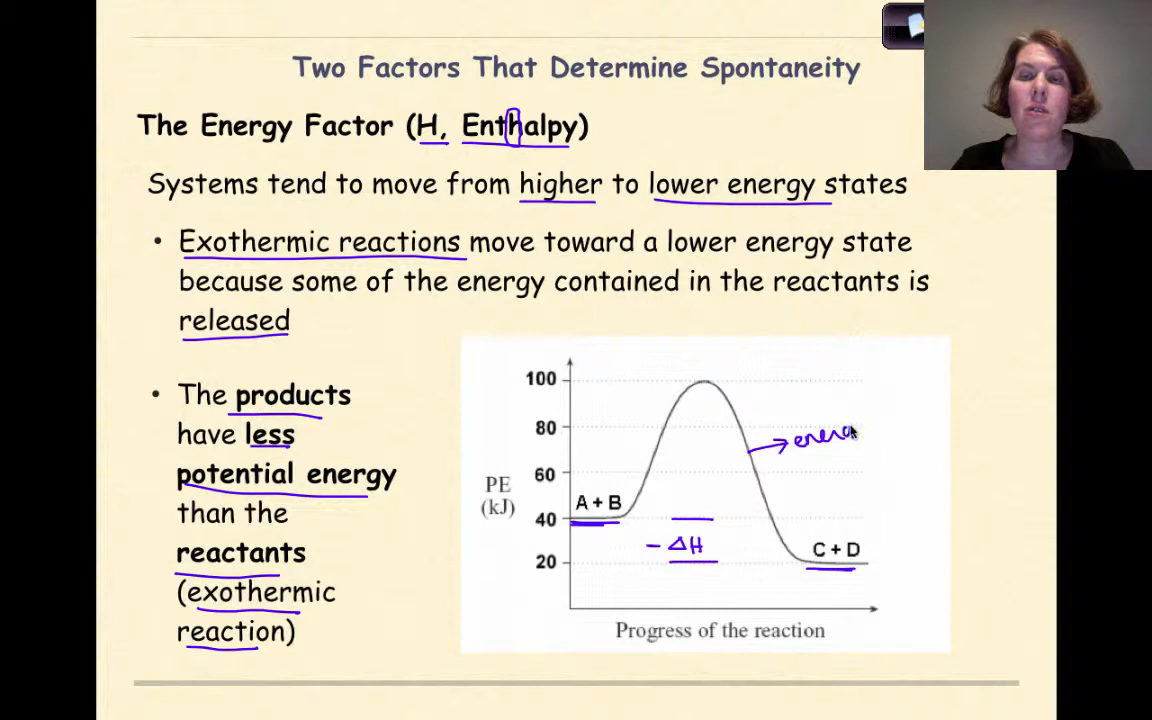 Two Factors That Determine Spontaneity
The Energy Factor (H, Enthalpy)
Systems tend to move from higher to lower energy states
• Exothermic reactions move toward a lower energy state
because some of the energy contained in the reactants is
released
• The products
have less
potential energy
than the
reactants
(exothermic
reaction)
100
80
60
40
20
PE
(kJ)
A + B
- ΔH
C + D
Progress of the reaction